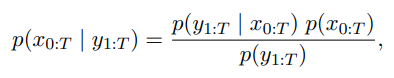 p(x_{0:T} | y_{1:T}) = \frac{p(y_{1:T} | x_{0:T}) p(x_{0:T})}{p(y_{1:T})},